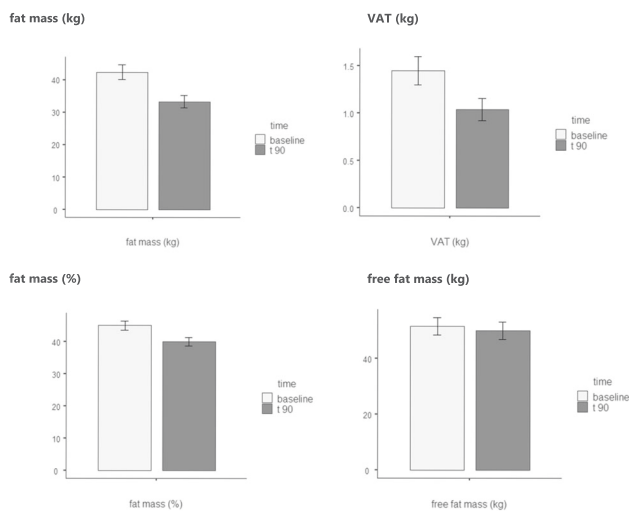 fat mass (kg)
40
30
20
10
0
time
baseline
t 90
fat mass (kg)
VAT (kg)
1.5
1.0
0.5
0.0
time
baseline
t 90
VAT (kg)
fat mass (%)
40
30
20
10
0
time
baseline
t 90
fat mass (%)
free fat mass (kg)
40
20
0
time
baseline
t 90
free fat mass (kg)